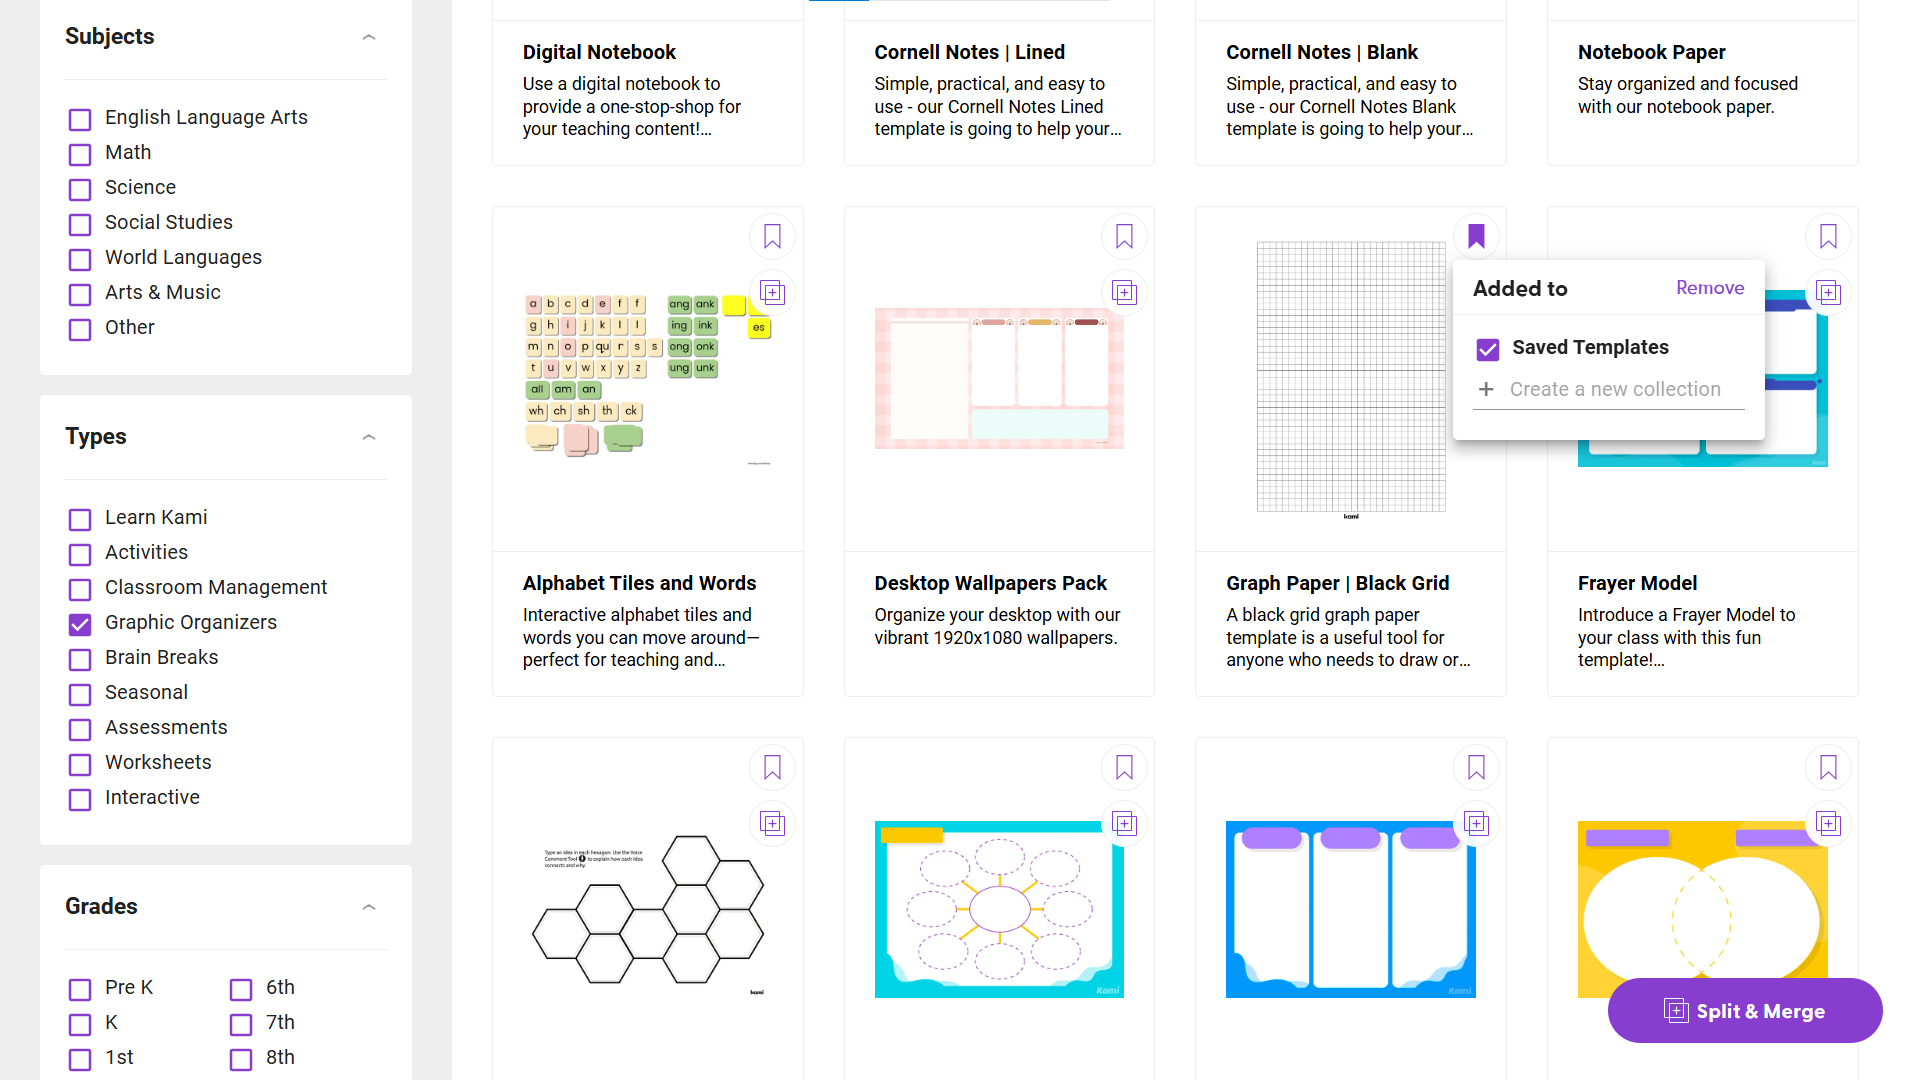 Subjects
English Language Arts
Math
Science
Social Studies
World Languages
Arts & Music
Other
Types
Learn Kami
Activities
Classroom Management
Graphic Organizers
Brain Breaks
Seasonal
Assessments
Worksheets
Interactive
Grades
Pre K
6th
K
7th
1st
8th
Digital Notebook
Use a digital notebook to
provide a one-stop-shop for
your teaching content!...
Cornell Notes | Lined
Simple, practical, and easy to
use - our Cornell Notes Lined
template is going to help your...
Cornell Notes | Blank
Simple, practical, and easy to
use - our Cornell Notes Blank
template is going to help your...
Notebook Paper
Stay organized and focused
with our notebook paper.
a b c d e f f
ang ank
g h i j k l l
ing ink
es
m n o p qu r s s
ong onk
t u v w x y z
ung unk
all am an
wh ch sh th ck
Alphabet Tiles and Words
Interactive alphabet tiles and
words you can move around—
perfect for teaching and...
Desktop Wallpapers Pack
Organize your desktop with our
vibrant 1920x1080 wallpapers.
kami
Graph Paper | Black Grid
A black grid graph paper
template is a useful tool for
anyone who needs to draw or...
Added to
Remove
Saved Templates
Create a new collection
Frayer Model
Introduce a Frayer Model to
your class with this fun
template!...
Type an idea in each hexagon. Use the Voice
Comment Tool to explain how each idea
connects and why.
kami
Kami
Kami
Split & Merge